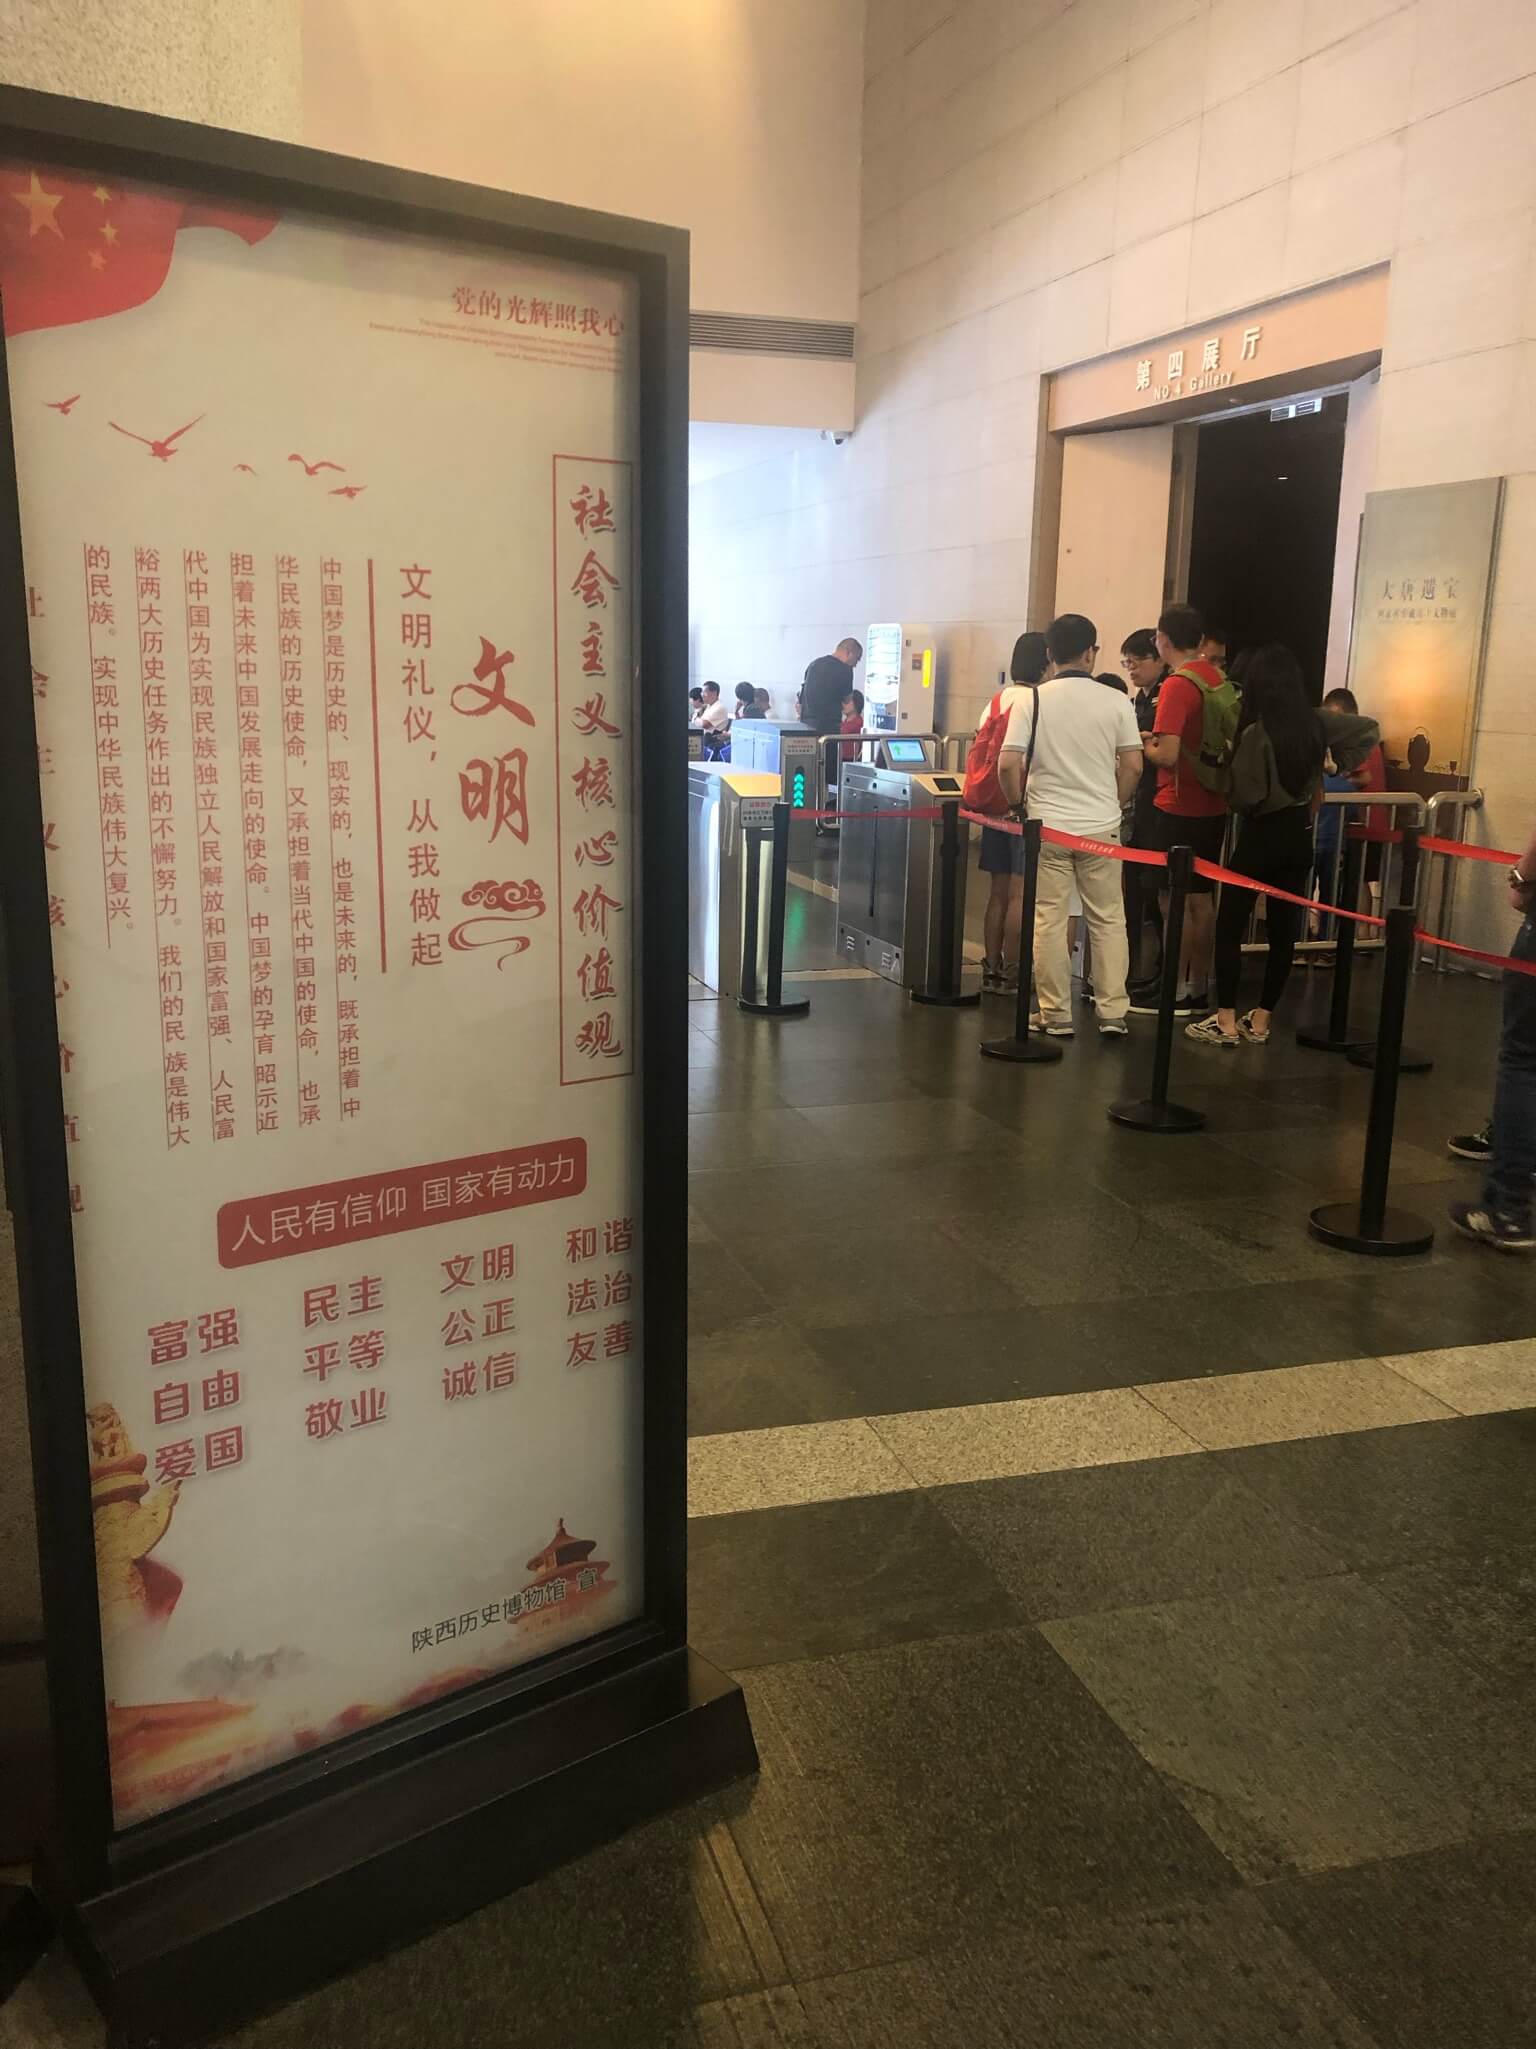 党的光辉照我心
社会主义核心价值观
文明
文明礼仪，从我做起
中国梦是历史的、现实的，也是未来的，既承担着 中
华民族的历史使命，又承担着当代中国的使命，也承
担着未来中国发展走向的使命。中国梦的孕育昭示近
代中国为实现民族独立人民解放和国家富强、人民富
裕两大历史任务作出的不懈努力。我们的民 族是伟大
的民族。实现中华民族伟大复兴。
人民有信仰 国家有动力
富强 民主 文明 和谐
自由 平等 公正 法治
爱国 敬业 诚信 友善
陕西历史博物馆 宣
第四展厅
NO 4 Gallery
大唐遗宝